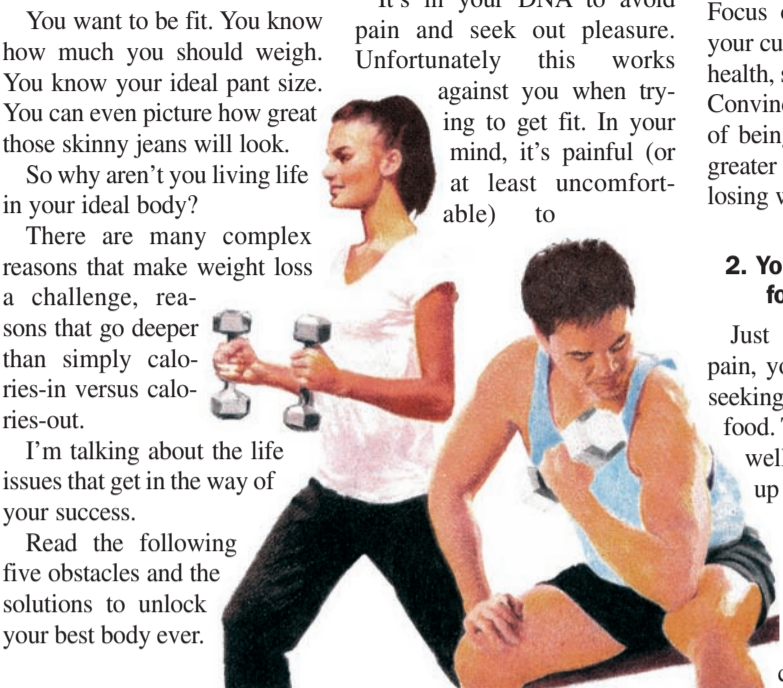 You want to be fit. You know
how much you should weigh.
You know your ideal pant size.
You can even picture how great
those skinny jeans will look.
So why aren't you living life
in your ideal body?
There are many complex
reasons that make weight loss
a challenge, rea-
sons that go deeper
than simply calo-
ries-in versus calo-
ries-out.
I'm talking about the life
issues that get in the way of
your success.
Read the following
five obstacles and the
solutions to unlock
your best body ever.
It's in your DNA to avoid
pain and seek out pleasure.
Unfortunately this works
against you when try-
ing to get fit. In your
mind, it's painful (or
at least uncomfort-
able) to
Focus
your cu
health, s
Convinc
of being
greater
losing w
2. Yo
fo
Just
pain, yo
seeking
food.
well
up